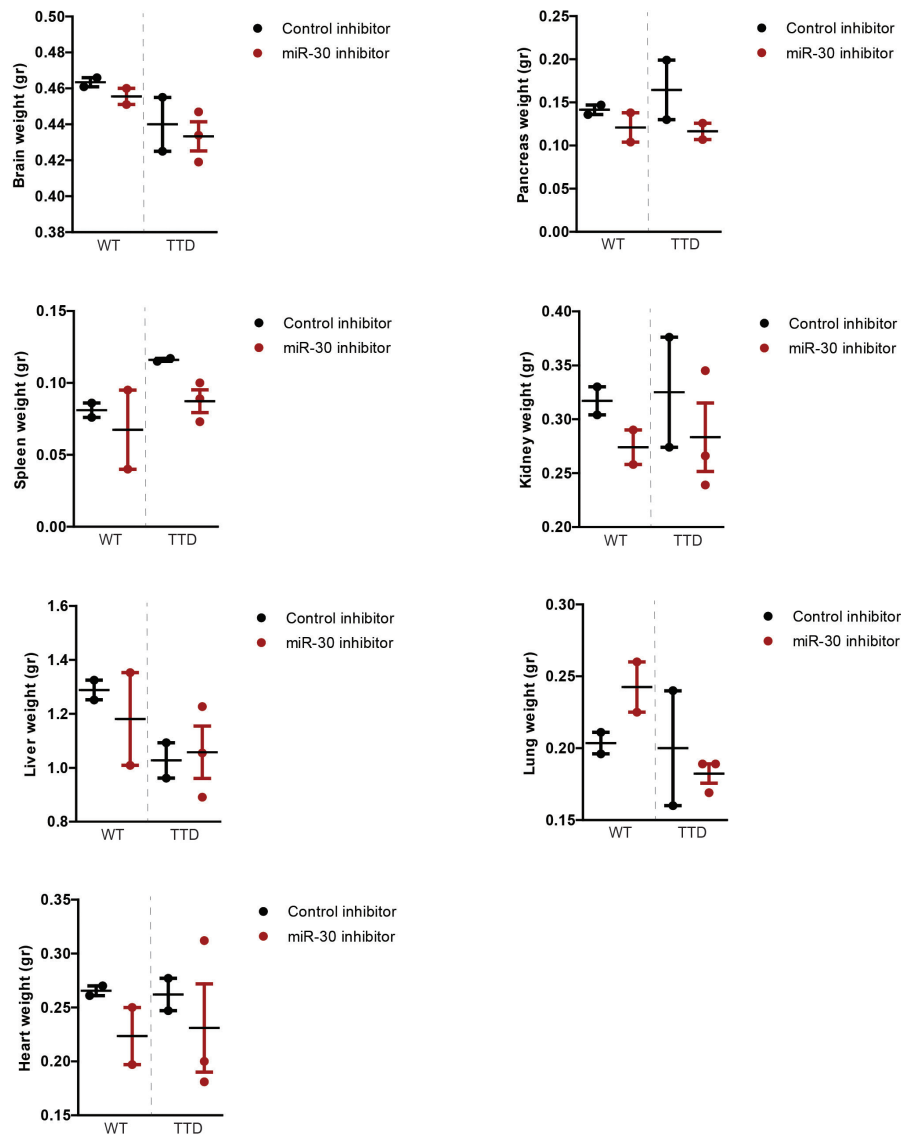 Brain weight (gr)
0.50
0.48
0.46
0.44
0.42
0.40
0.38
WT
TTD
Control inhibitor
miR-30 inhibitor
Pancreas weight (gr)
0.25
0.20
0.15
0.10
0.05
0.00
WT
TTD
Control inhibitor
miR-30 inhibitor
Spleen weight (gr)
0.15
0.10
0.05
0.00
WT
TTD
Control inhibitor
miR-30 inhibitor
Kidney weight (gr)
0.40
0.35
0.30
0.25
0.20
WT
TTD
Control inhibitor
miR-30 inhibitor
Liver weight (gr)
1.6
1.4
1.2
1.0
0.8
WT
TTD
Control inhibitor
miR-30 inhibitor
Lung weight (gr)
0.30
0.25
0.20
0.15
WT
TTD
Control inhibitor
miR-30 inhibitor
Heart weight (gr)
0.35
0.30
0.25
0.20
0.15
WT
TTD
Control inhibitor
miR-30 inhibitor